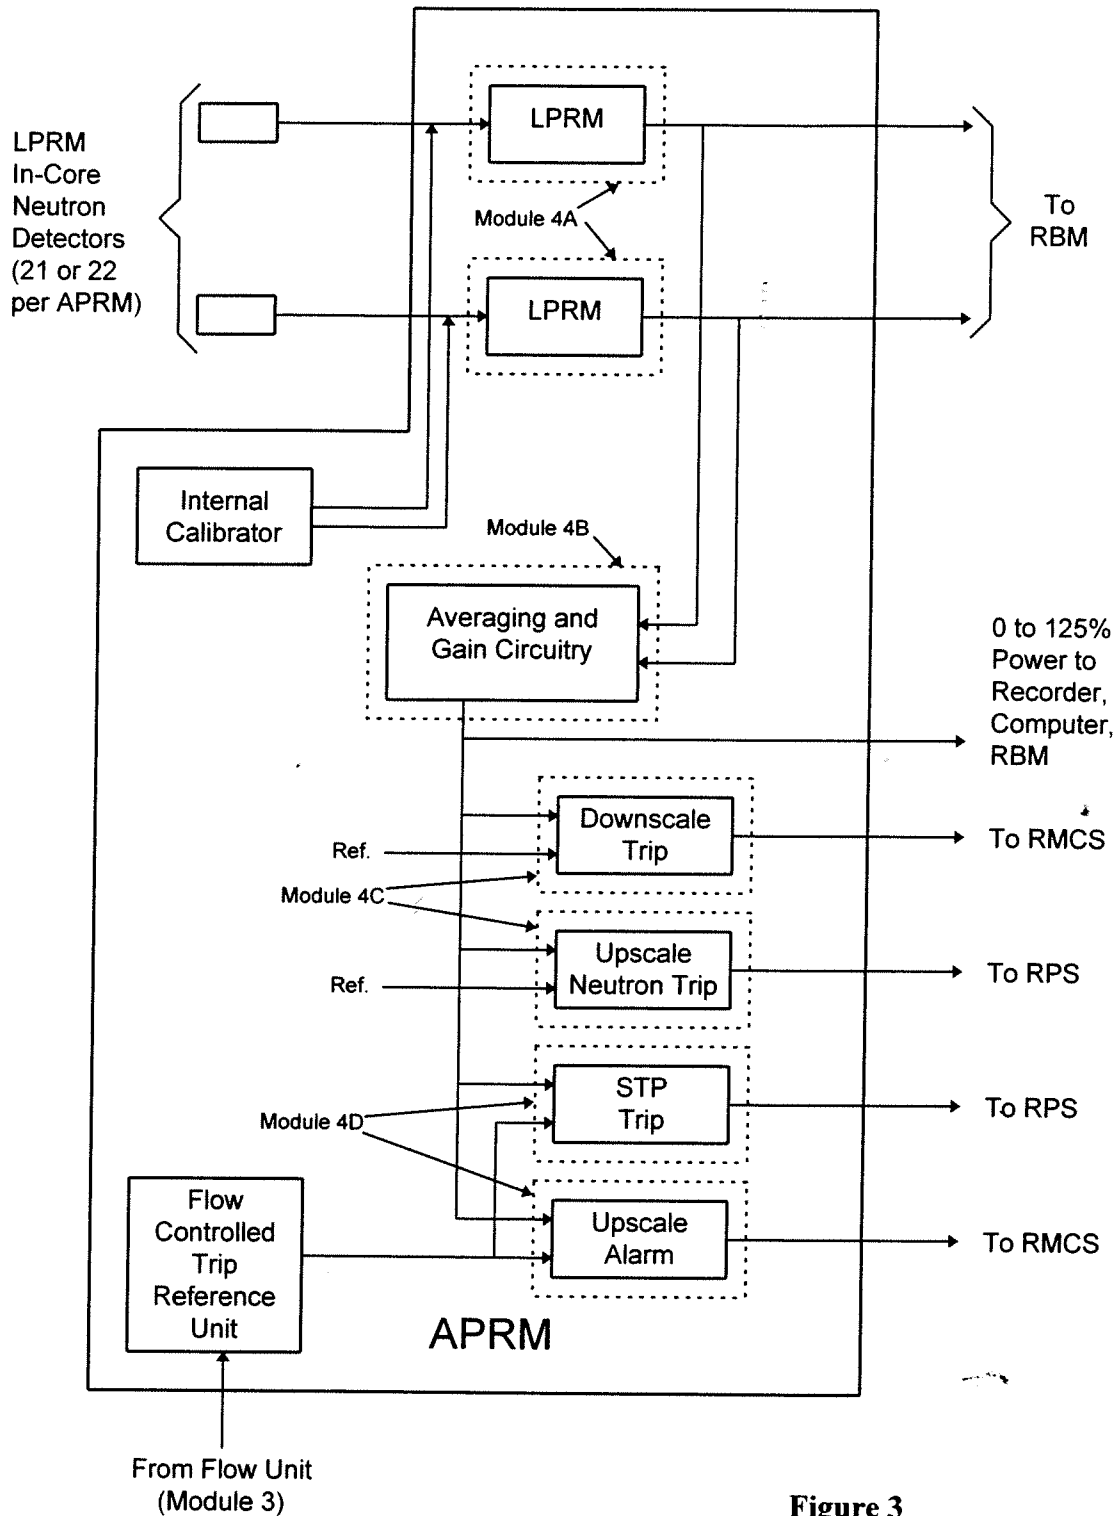 LPRM
In-Core
Neutron
Detectors
(21 or 22
per APRM)
LPRM
Module 4A
LPRM
To
RBM
Internal
Calibrator
Module 4B
Averaging and
Gain Circuitry
0 to 125%
Power to
Recorder,
Computer,
RBM
Downscale
Trip
Ref.
To RMCS
Module 4C
Upscale
Neutron Trip
Ref.
To RPS
STP
Trip
To RPS
Module 4D
Flow
Controlled
Trip
Reference
Unit
Upscale
Alarm
To RMCS
APRM
From Flow Unit
(Module 3)
Figure 3